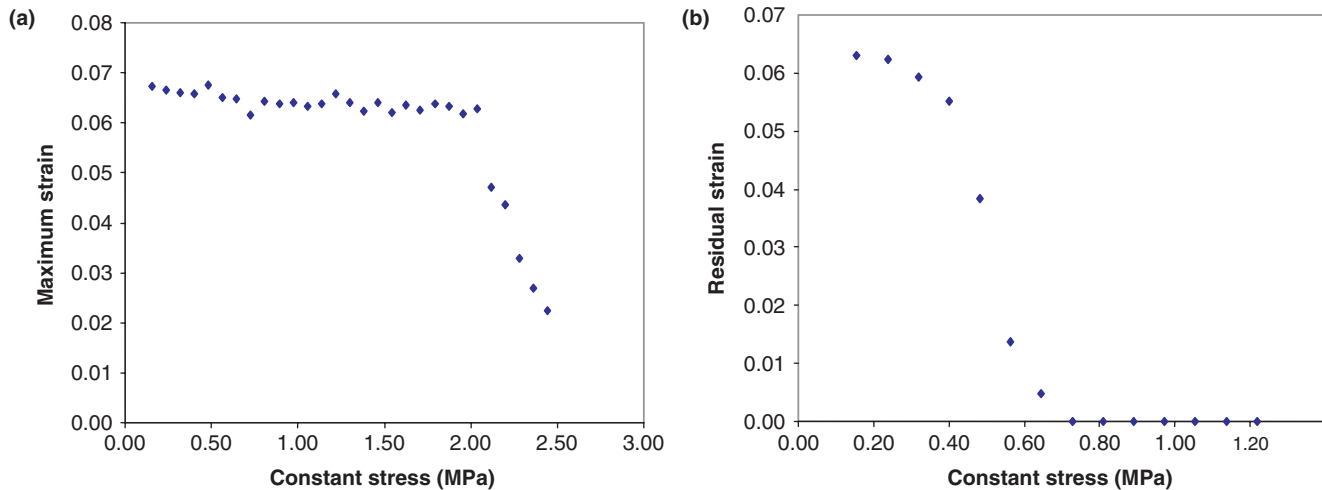 (a)
Maximum strain
0.08
0.07
0.06
0.05
0.04
0.03
0.02
0.01
0.00
0.00 0.50 1.00 1.50 2.00 2.50 3.00
Constant stress (MPa)
(b)
Residual strain
0.07
0.06
0.05
0.04
0.03
0.02
0.01
0.00
0.00 0.20 0.40 0.60 0.80 1.00 1.20
Constant stress (MPa)